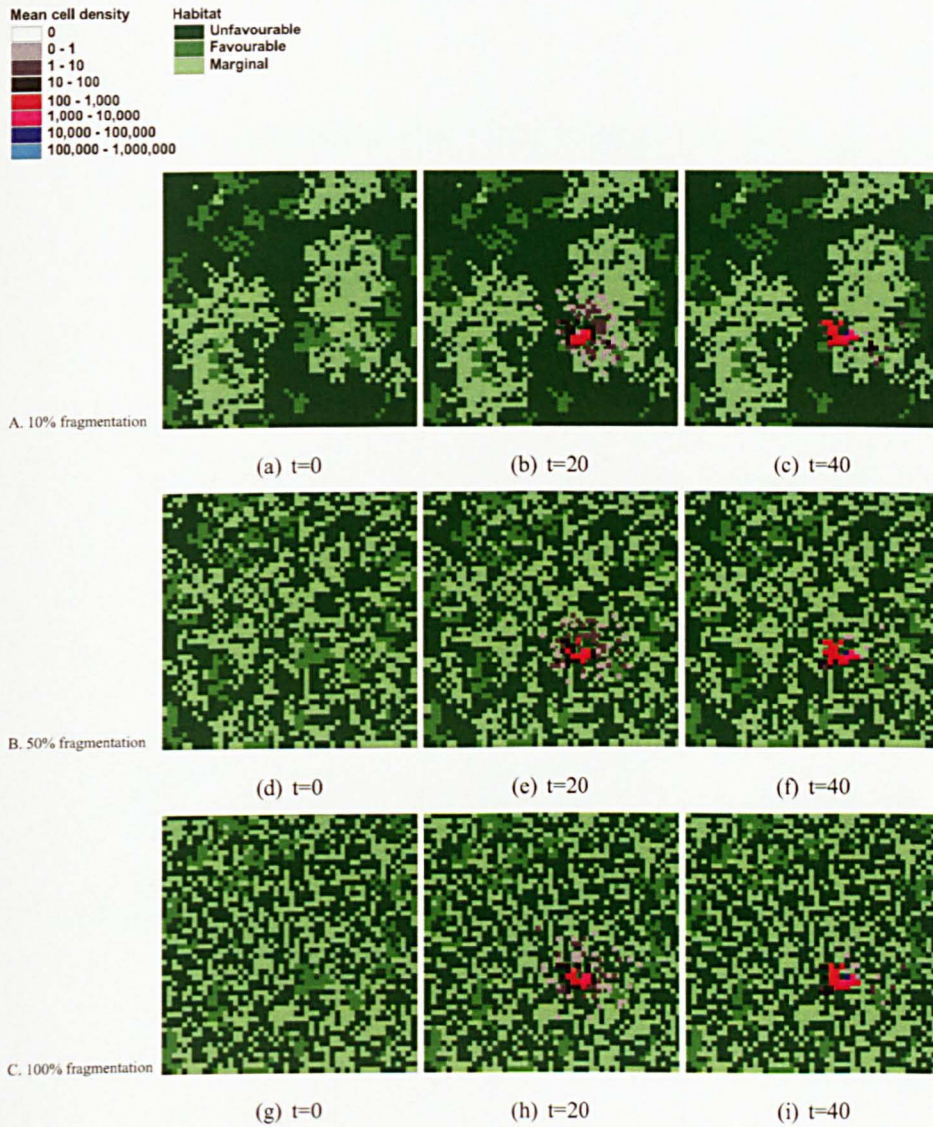 Mean cell density
0
0 - 1
1 - 10
10 - 100
100 - 1,000
1,000 - 10,000
10,000 - 100,000
100,000 - 1,000,000
Habitat
Unfavourable
Favourable
Marginal
A. 10% fragmentation
(a) t=0
(b) t=20
(c) t=40
B. 50% fragmentation
(d) t=0
(e) t=20
(f) t=40
C. 100% fragmentation
(g) t=0
(h) t=20
(i) t=40